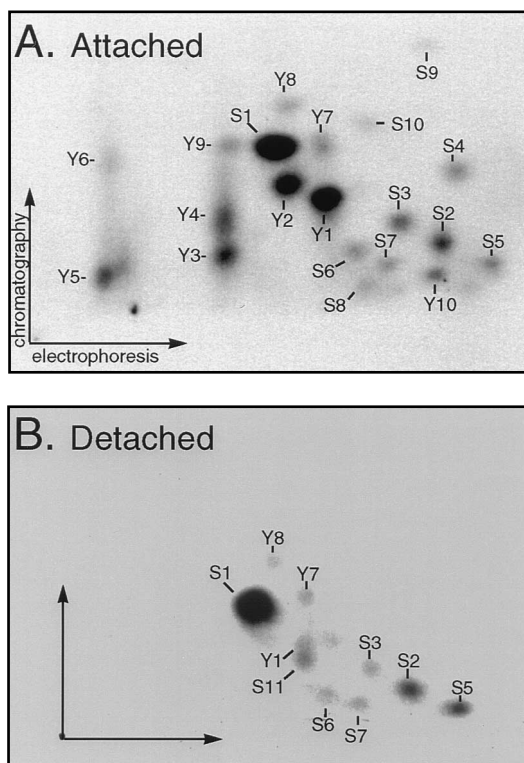 A. Attached
S9
Y8
S1
Y7
S10
Y9-
Y6-
S4
Y4-
Y2
Y1
S3
S2
Y3-
S6
S7
S5
Y5-
S8
Y10
chromatography
electrophoresis
B. Detached
Y8
S1
Y7
Y1
S11
S3
S2
S5
S6
S7